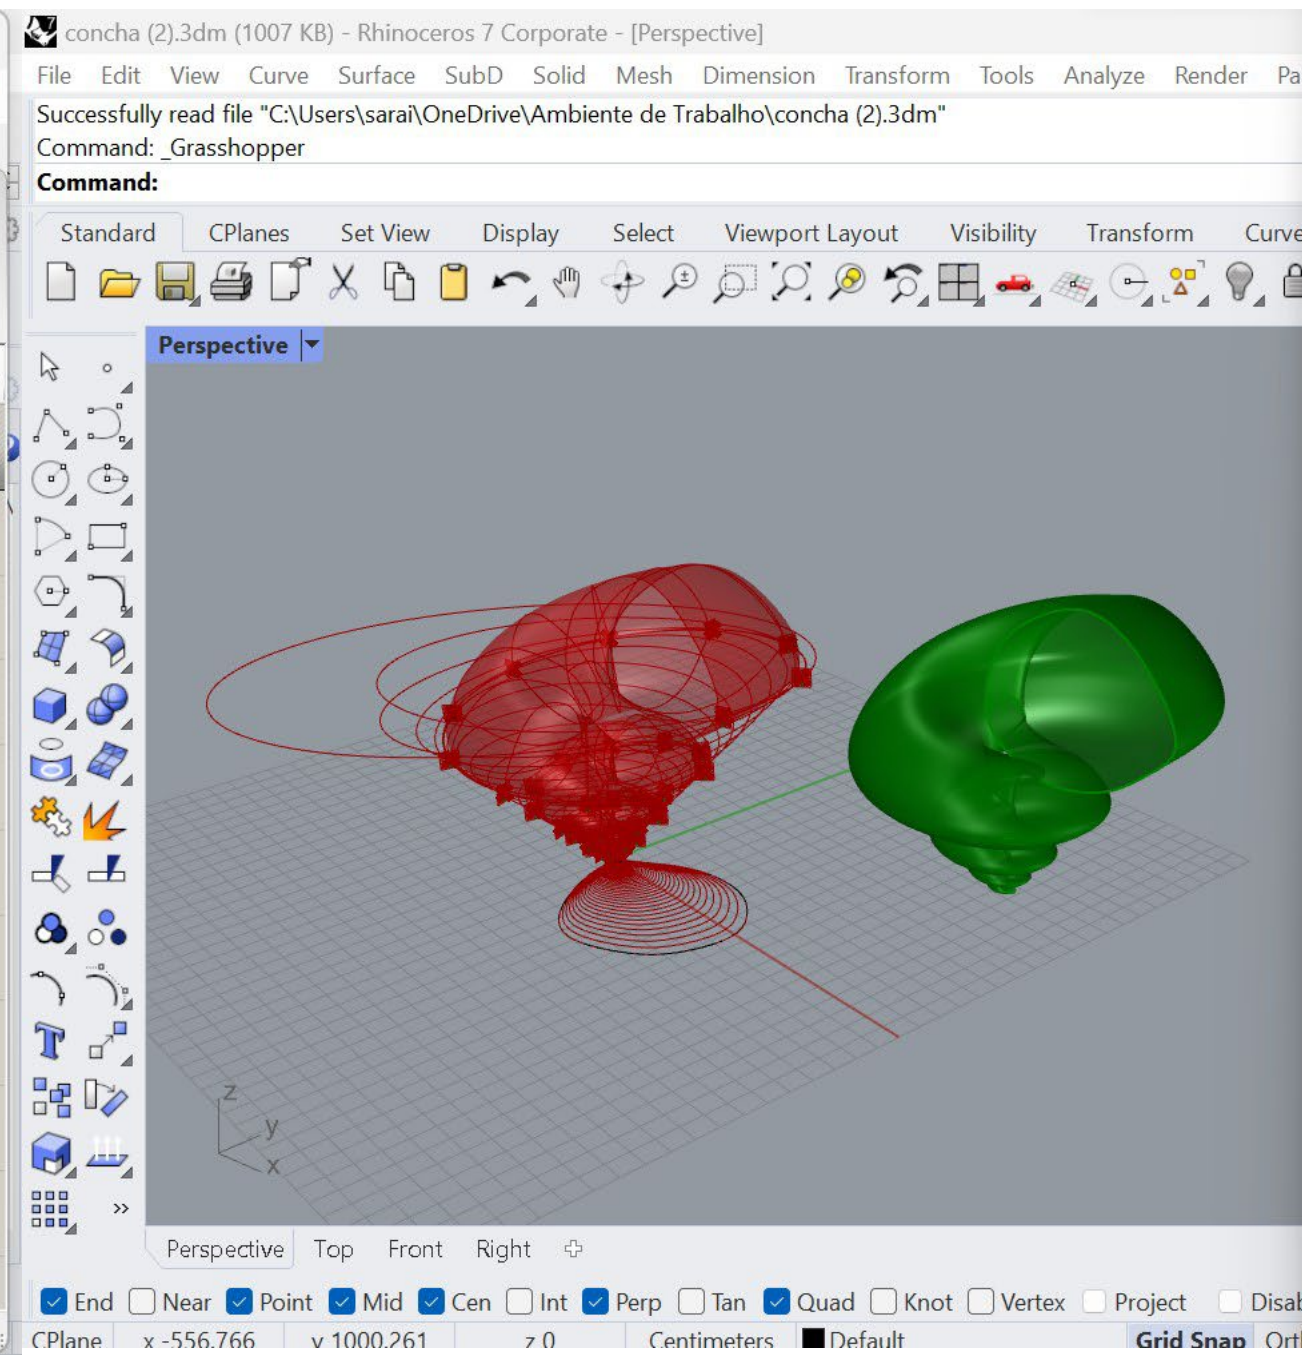 concha (2).3dm (1007 KB) - Rhinoceros 7 Corporate - [Perspective]
File Edit View Curve Surface SubD Solid Mesh Dimension Transform Tools Analyze Render Pa
Successfully read file "C:\Users\sarai\OneDrive\Ambiente de Trabalho\concha (2).3dm"
Command: _Grasshopper
Command:
Standard CPlanes Set View Display Select Viewport Layout Visibility Transform Curve
Perspective
z
y
x
Perspective Top Front Right
End Near Point Mid Cen Int Perp Tan Quad Knot Vertex Project Disab
CPlane x -556.766 y 1000.261 z 0 Centimeters Default Grid Snap Ort